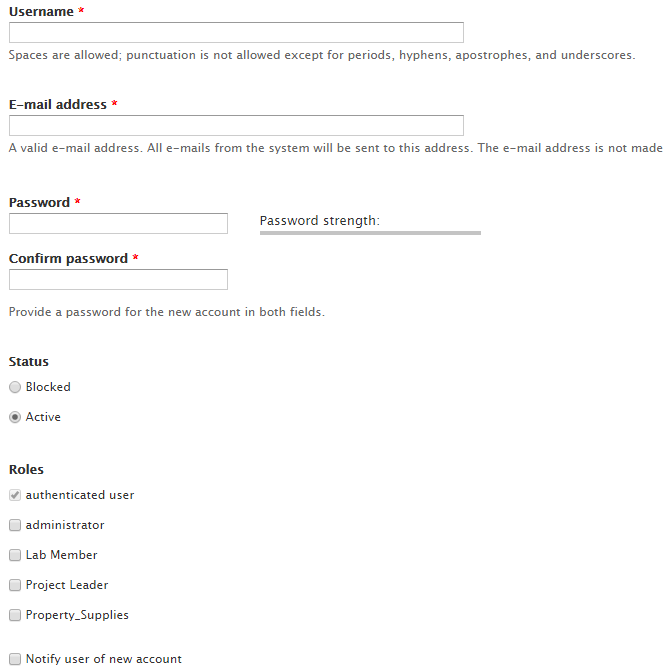 Username *
Spaces are allowed; punctuation is not allowed except for periods, hyphens, apostrophes, and underscores.
E-mail address *
A valid e-mail address. All e-mails from the system will be sent to this address. The e-mail address is not made
Password *
Password strength:
Confirm password *
Provide a password for the new account in both fields.
Status
Blocked
Active
Roles
authenticated user
administrator
Lab Member
Project Leader
Property_Supplies
Notify user of new account